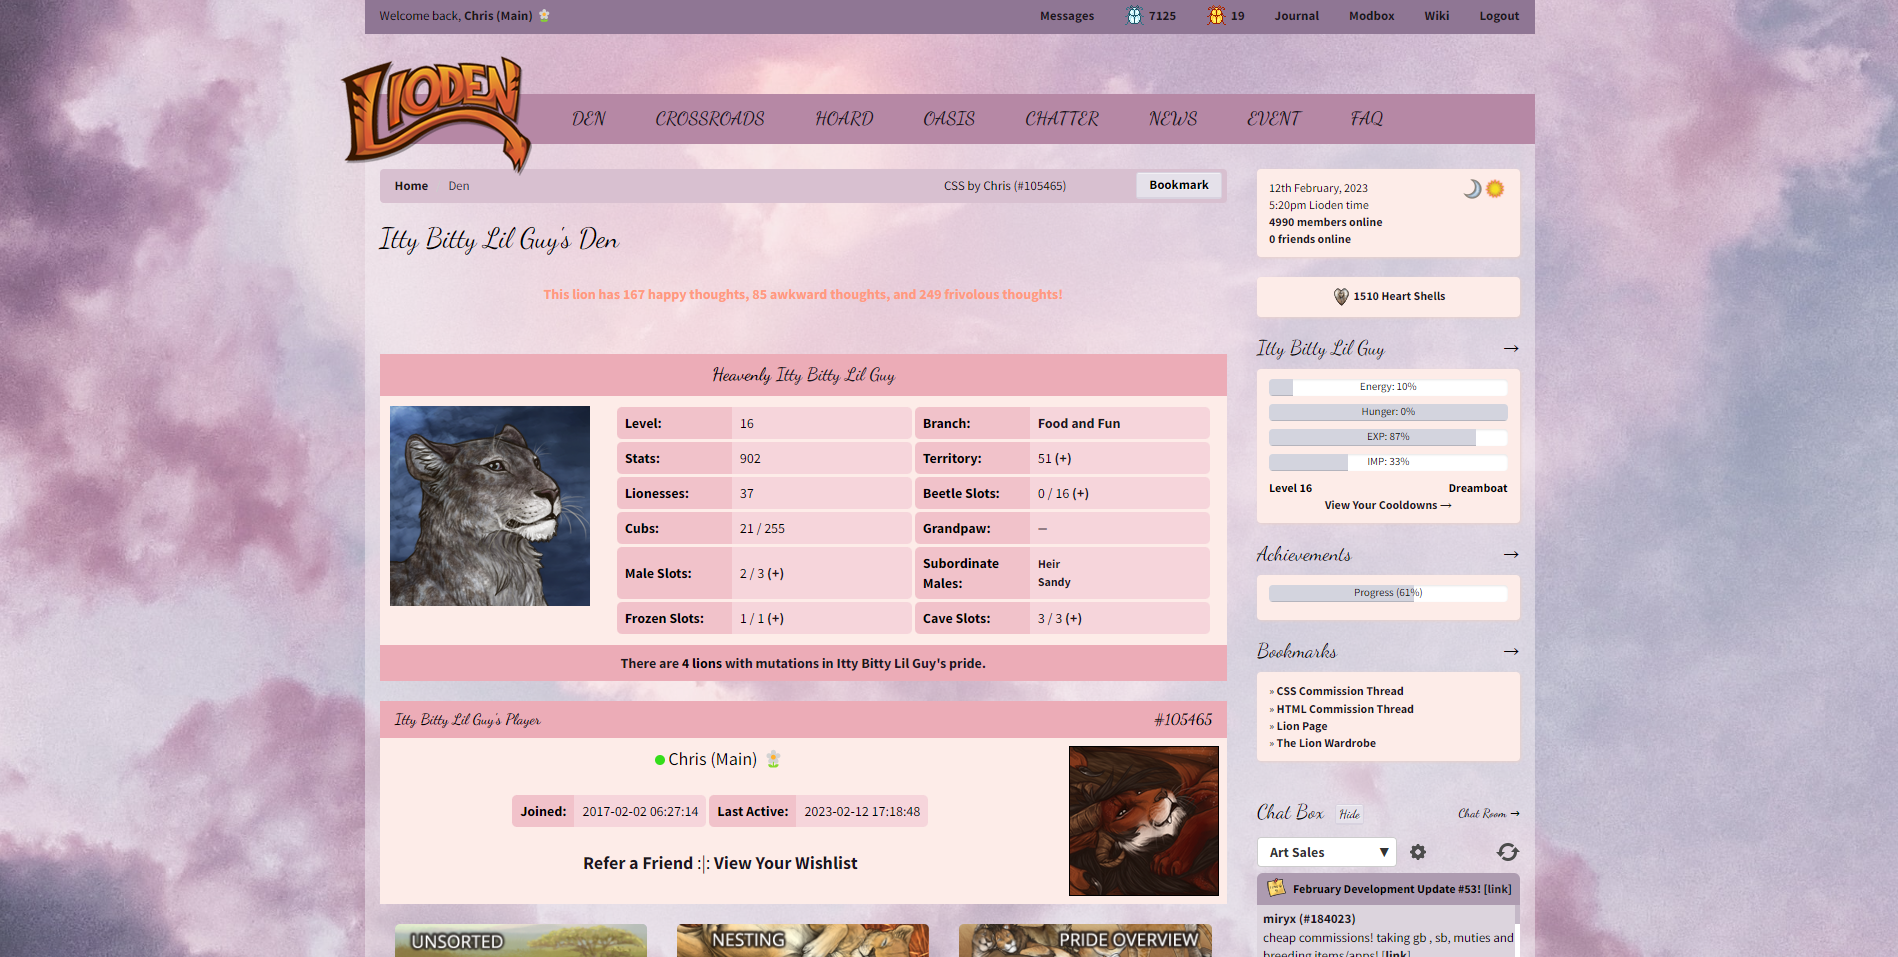 Welcome back, Chris (Main)
Messages
7125
19
Journal
Modbox
Wiki
Logout
LIODEN
DEN
CROSSROADS
HOARD
OASIS
CHATTER
NEWS
EVENT
FAQ
Home
Den
CSS by Chris (#105465)
Bookmark
Itty Bitty Lil Guy's Den
This lion has 167 happy thoughts, 85 awkward thoughts, and 249 frivolous thoughts!
Heavenly Itty Bitty Lil Guy
Level: 16
Branch: Food and Fun
Stats: 902
Territory: 51 (+)
Lionesses: 37
Beetle Slots: 0 / 16 (+)
Cubs: 21 / 255
Grandpaw: —
Male Slots: 2 / 3 (+)
Subordinate Males:
Heir
Sandy
Frozen Slots: 1 / 1 (+)
Cave Slots: 3 / 3 (+)
There are 4 lions with mutations in Itty Bitty Lil Guy's pride.
Itty Bitty Lil Guy's Player
#105465
Chris (Main)
Joined: 2017-02-02 06:27:14
Last Active: 2023-02-12 17:18:48
Refer a Friend :|: View Your Wishlist
UNSORTED
NESTING
PRIDE OVERVIEW
12th February, 2023
5:20pm Lioden time
4990 members online
0 friends online
1510 Heart Shells
Itty Bitty Lil Guy →
Energy: 10%
Hunger: 0%
EXP: 87%
IMP: 33%
Level 16
Dreamboat
View Your Cooldowns →
Achievements →
Progress (61%)
Bookmarks →
» CSS Commission Thread
» HTML Commission Thread
» Lion Page
» The Lion Wardrobe
Chat Box
Hide
Chat Room →
Art Sales ▼
February Development Update #53! [link]
miryx (#184023)
cheap commissions! taking gb , sb, muties and
breeding items/apps! [link]